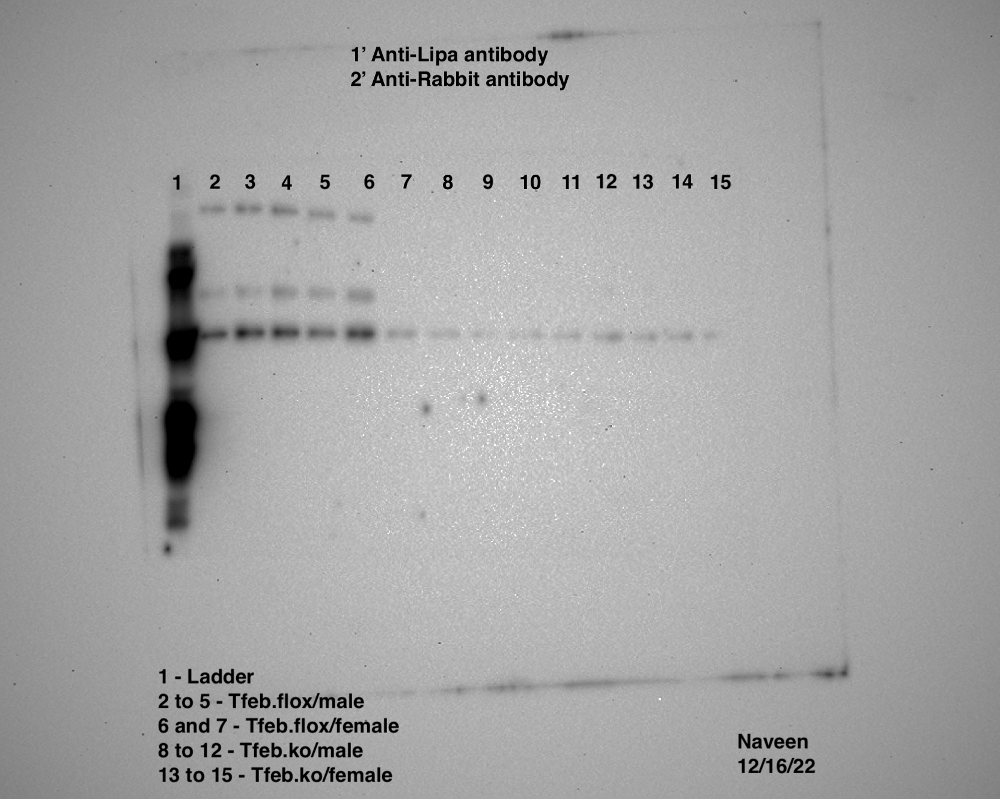 1’ Anti-Lipa antibody
2’ Anti-Rabbit antibody
1 2 3 4 5 6 7 8 9 10 11 12 13 14 15
1 - Ladder
2 to 5 - Tfeb.flox/male
6 and 7 - Tfeb.flox/female
8 to 12 - Tfeb.ko/male
13 to 15 - Tfeb.ko/female
Naveen
12/16/22